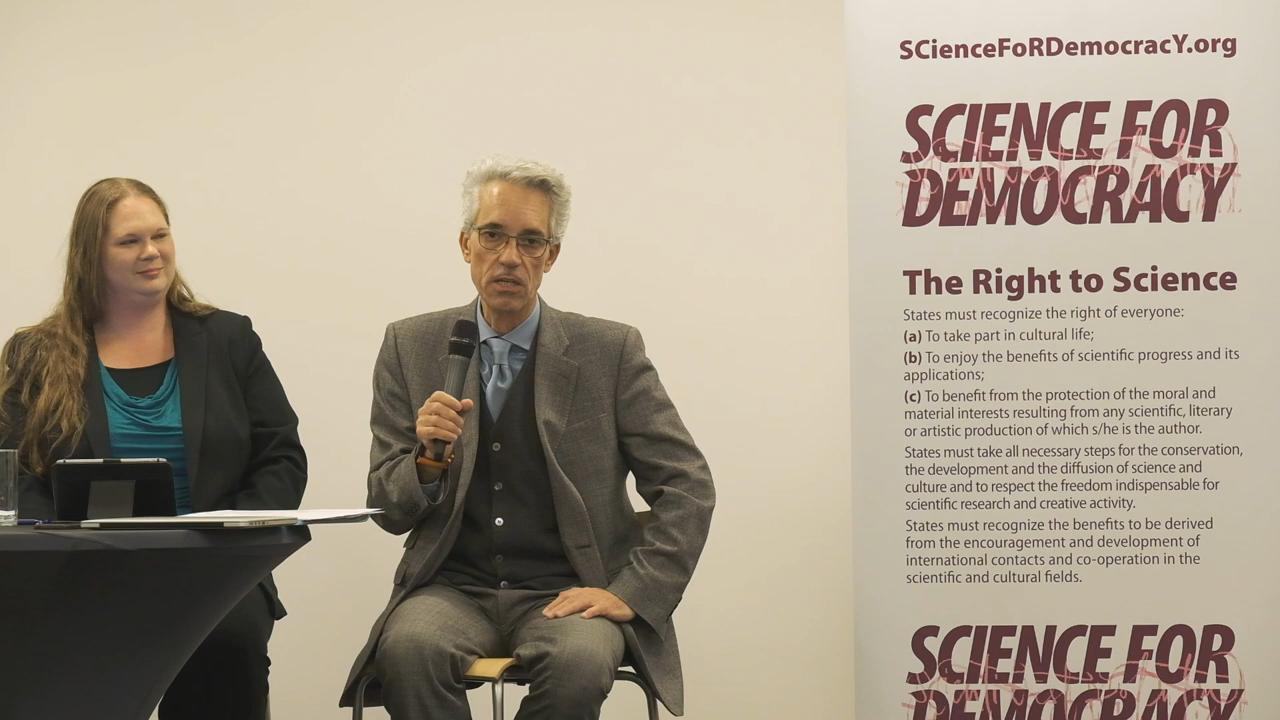 SCienceFoRDemocracY.org
SCIENCE FOR
DEMOCRACY
The Right to Science
States must recognize the right of everyone:
(a) To take part in cultural life;
(b) To enjoy the benefits of scientific progress and its
applications;
(c) To benefit from the protection of the moral and
material interests resulting from any scientific, literary
or artistic production of which s/he is the author.
States must take all necessary steps for the conservation,
the development and the diffusion of science and
culture and to respect the freedom indispensable for
scientific research and creative activity.
States must recognize the benefits to be derived
from the encouragement and development of
international contacts and co-operation in the
scientific and cultural fields.
SCIENCE FOR
DEMOCRACY